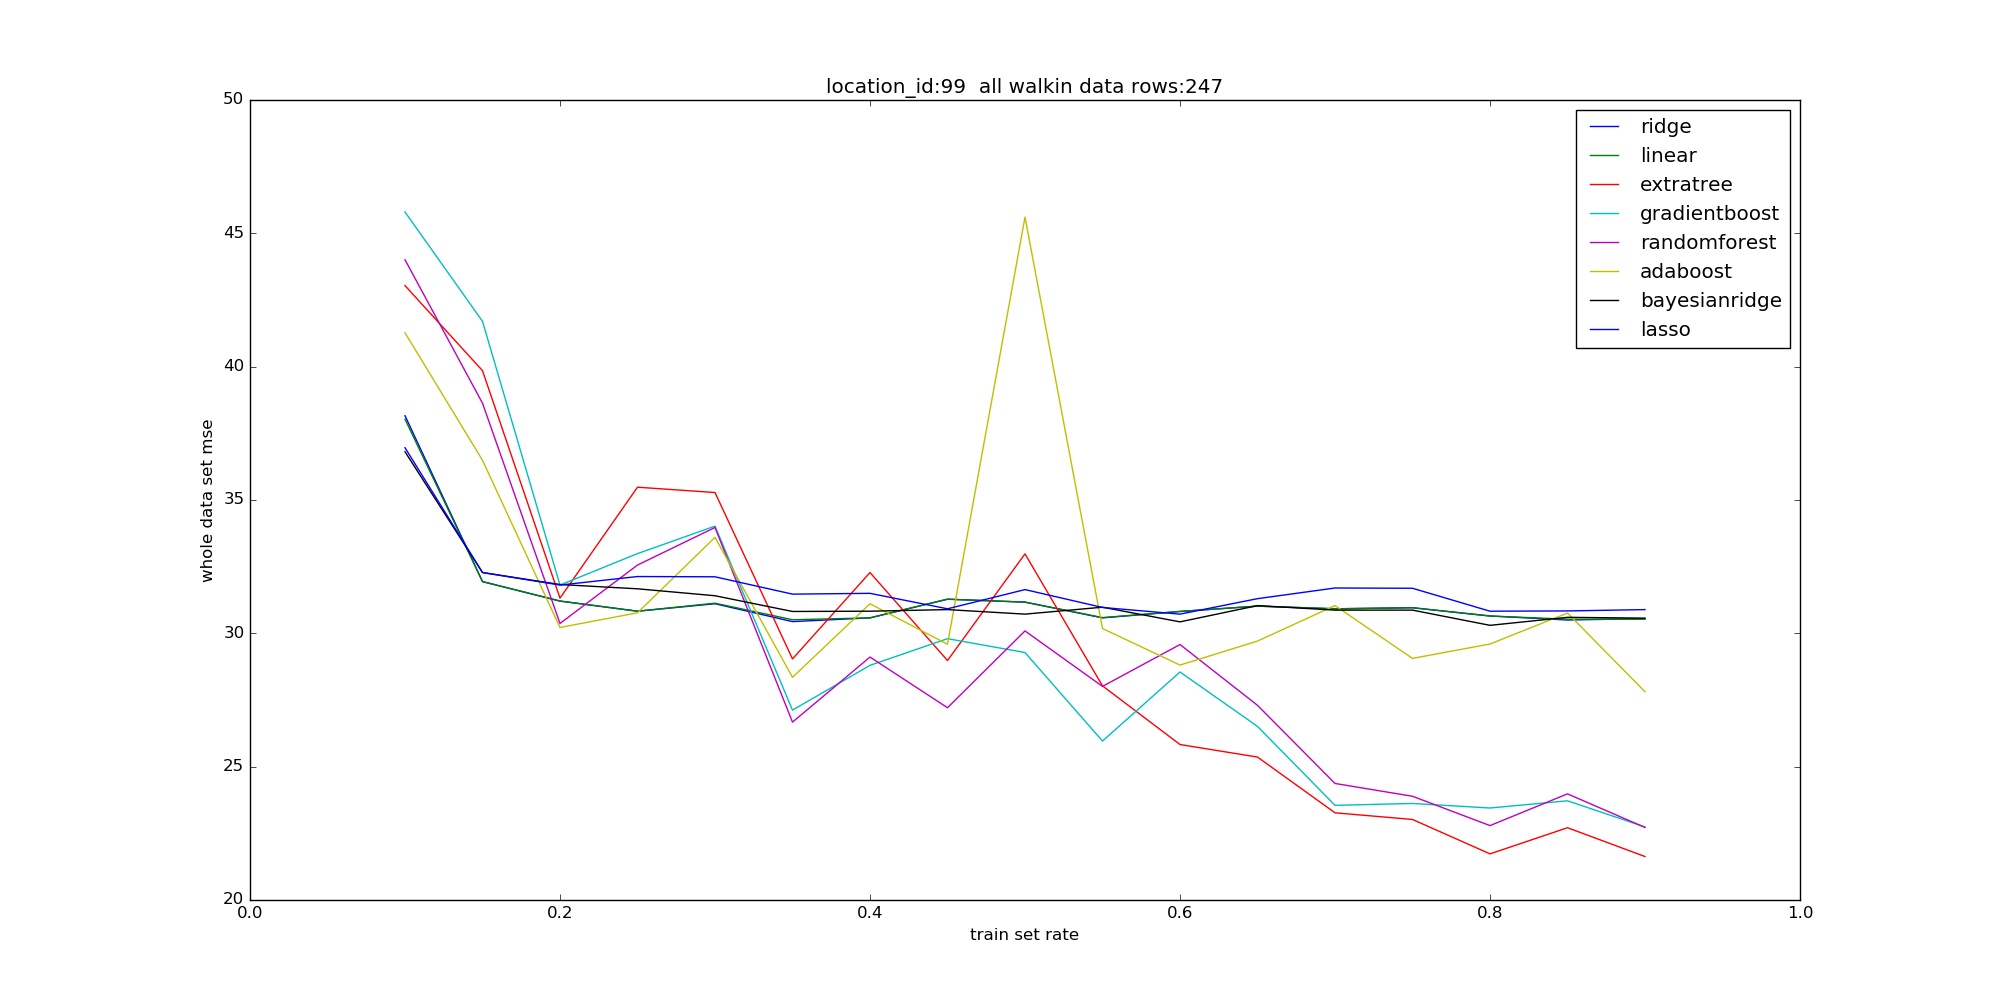 location_id:99  all walkin data rows:247
50
45
40
35
30
25
20
whole data set mse
ridge
linear
extratree
gradientboost
randomforest
adaboost
bayesianridge
lasso
0.0 0.2 0.4 0.6 0.8 1.0
train set rate